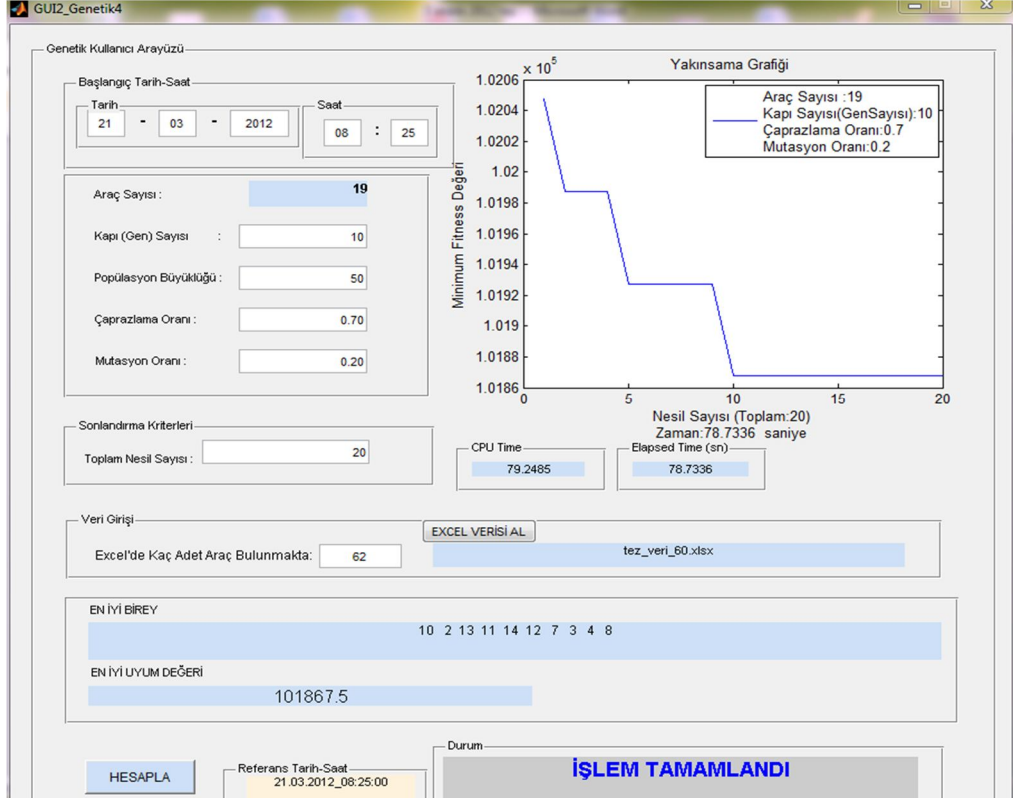 GUI2_Genetik4
Genetik Kullanıcı Arayüzü
Başlangıç Tarih-Saat
Tarih
21 - 03 - 2012
Saat
08 : 25
Araç Sayısı : 19
Kapı (Gen) Sayısı : 10
Popülasyon Büyüklüğü : 50
Çaprazlama Oranı : 0.70
Mutasyon Oranı : 0.20
Sonlandırma Kriterleri
Toplam Nesil Sayısı : 20
Yakınsama Grafiği
x 10^5
1.0206
1.0204
1.0202
1.02
1.0198
1.0196
1.0194
1.0192
1.019
1.0188
1.0186
Minimum Fitness Değeri
Araç Sayısı :19
Kapı Sayısı(GenSayısı):10
Çaprazlama Oranı:0.7
Mutasyon Oranı:0.2
0 5 10 15 20
Nesil Sayısı (Toplam:20)
Zaman:78.7336 saniye
CPU Time
79.2485
Elapsed Time (sn)
78.7336
Veri Girişi
Excel'de Kaç Adet Araç Bulunmakta: 62
EXCEL VERİSİ AL
tez_veri_60.xlsx
EN İYİ BİREY
10 2 13 11 14 12 7 3 4 8
EN İYİ UYUM DEĞERİ
101867.5
HESAPLA
Referans Tarih-Saat
21.03.2012_08:25:00
Durum
İŞLEM TAMAMLANDI